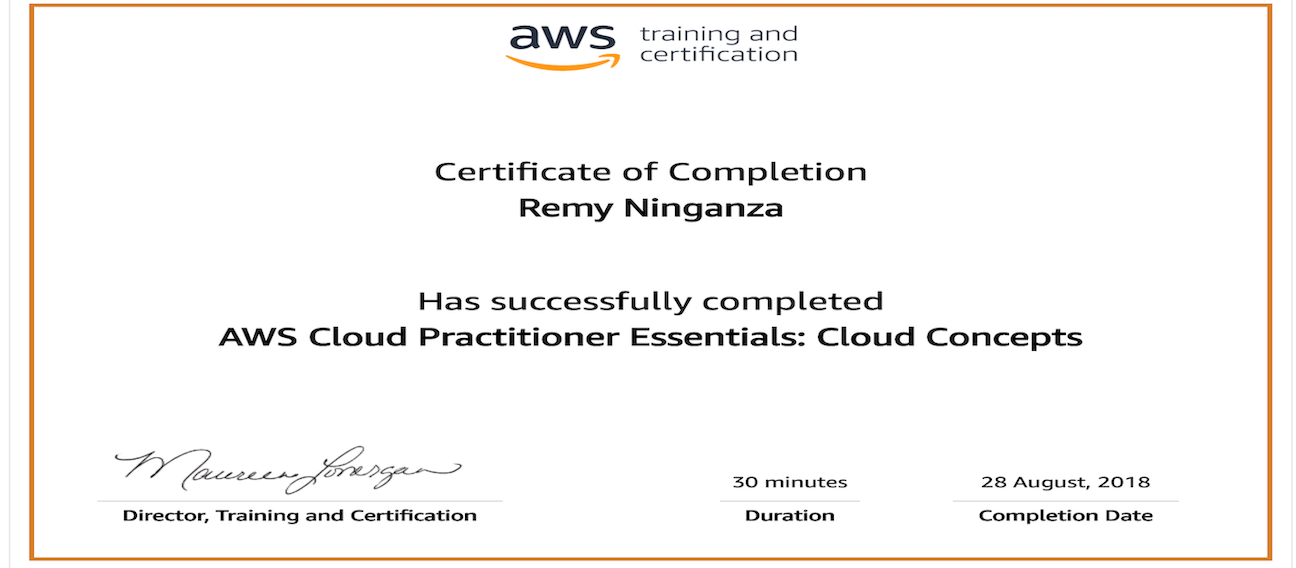 aws training and
certification
Certificate of Completion
Remy Ninganza
Has successfully completed
AWS Cloud Practitioner Essentials: Cloud Concepts
Maureen Lonergan
30 minutes
28 August, 2018
Director, Training and Certification
Duration
Completion Date